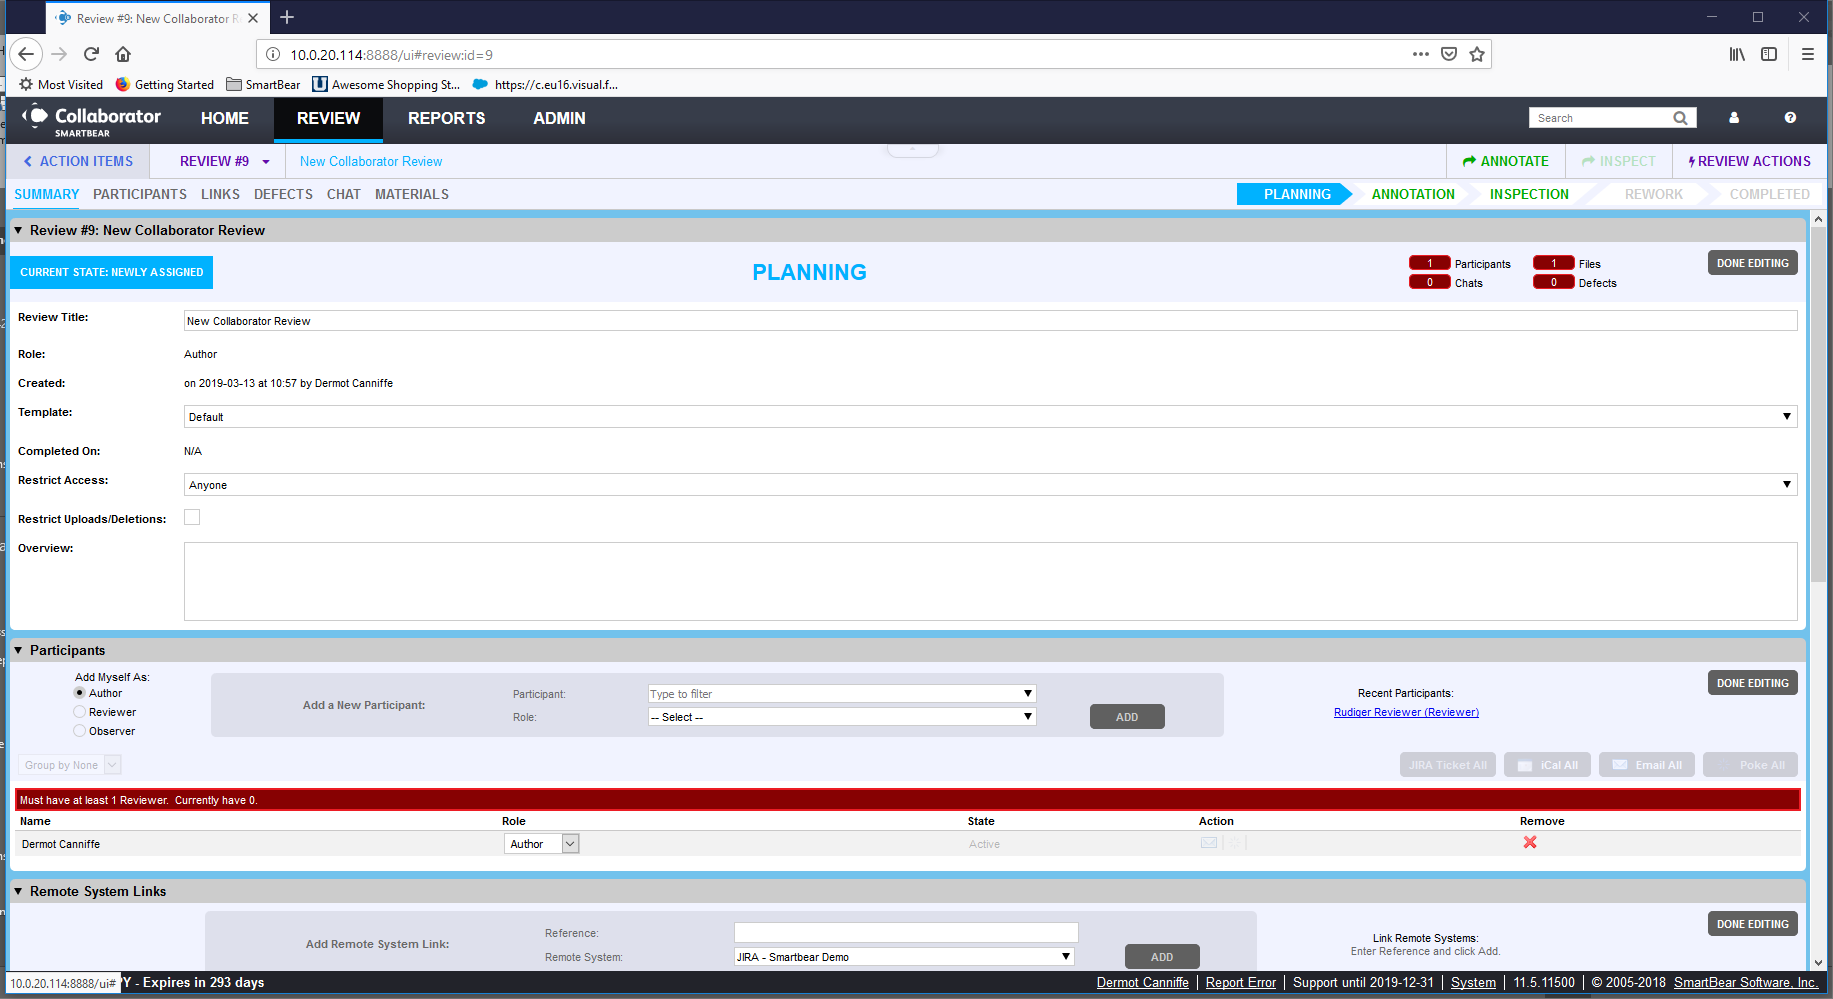 Review #9: New Collaborator R
10.0.20.114:8888/ui#review:id=9
Most Visited Getting Started SmartBear Awesome Shopping St... https://c.eu16.visual.f...
Collaborator
SMARTBEAR
HOME REVIEW REPORTS ADMIN
Search
ACTION ITEMS REVIEW #9 New Collaborator Review ANNOTATE INSPECT REVIEW ACTIONS
SUMMARY PARTICIPANTS LINKS DEFECTS CHAT MATERIALS PLANNING ANNOTATION INSPECTION REWORK COMPLETED
Review #9: New Collaborator Review
CURRENT STATE: NEWLY ASSIGNED PLANNING
1 Participants 1 Files
0 Chats 0 Defects
DONE EDITING
Review Title: New Collaborator Review
Role: Author
Created: on 2019-03-13 at 10:57 by Dermot Canniffe
Template: Default
Completed On: N/A
Restrict Access: Anyone
Restrict Uploads/Deletions:
Overview:
Participants
Add Myself As:
Author
Reviewer
Observer
Add a New Participant:
Participant: Type to filter
Role: -- Select --
ADD
Recent Participants:
Rudiger Reviewer (Reviewer)
DONE EDITING
Group by None JIRA Ticket All iCal All Email All Poke All
Must have at least 1 Reviewer. Currently have 0.
Name Role State Action Remove
Dermot Canniffe Author Active
Remote System Links
Add Remote System Link:
Reference:
Remote System: JIRA - Smartbear Demo
ADD
Link Remote Systems:
Enter Reference and click Add.
DONE EDITING
10.0.20.114:8888/ui# PY - Expires in 293 days Dermot Canniffe | Report Error | Support until 2019-12-31 | System | 11.5.11500 | © 2005-2018 SmartBear Software, Inc.